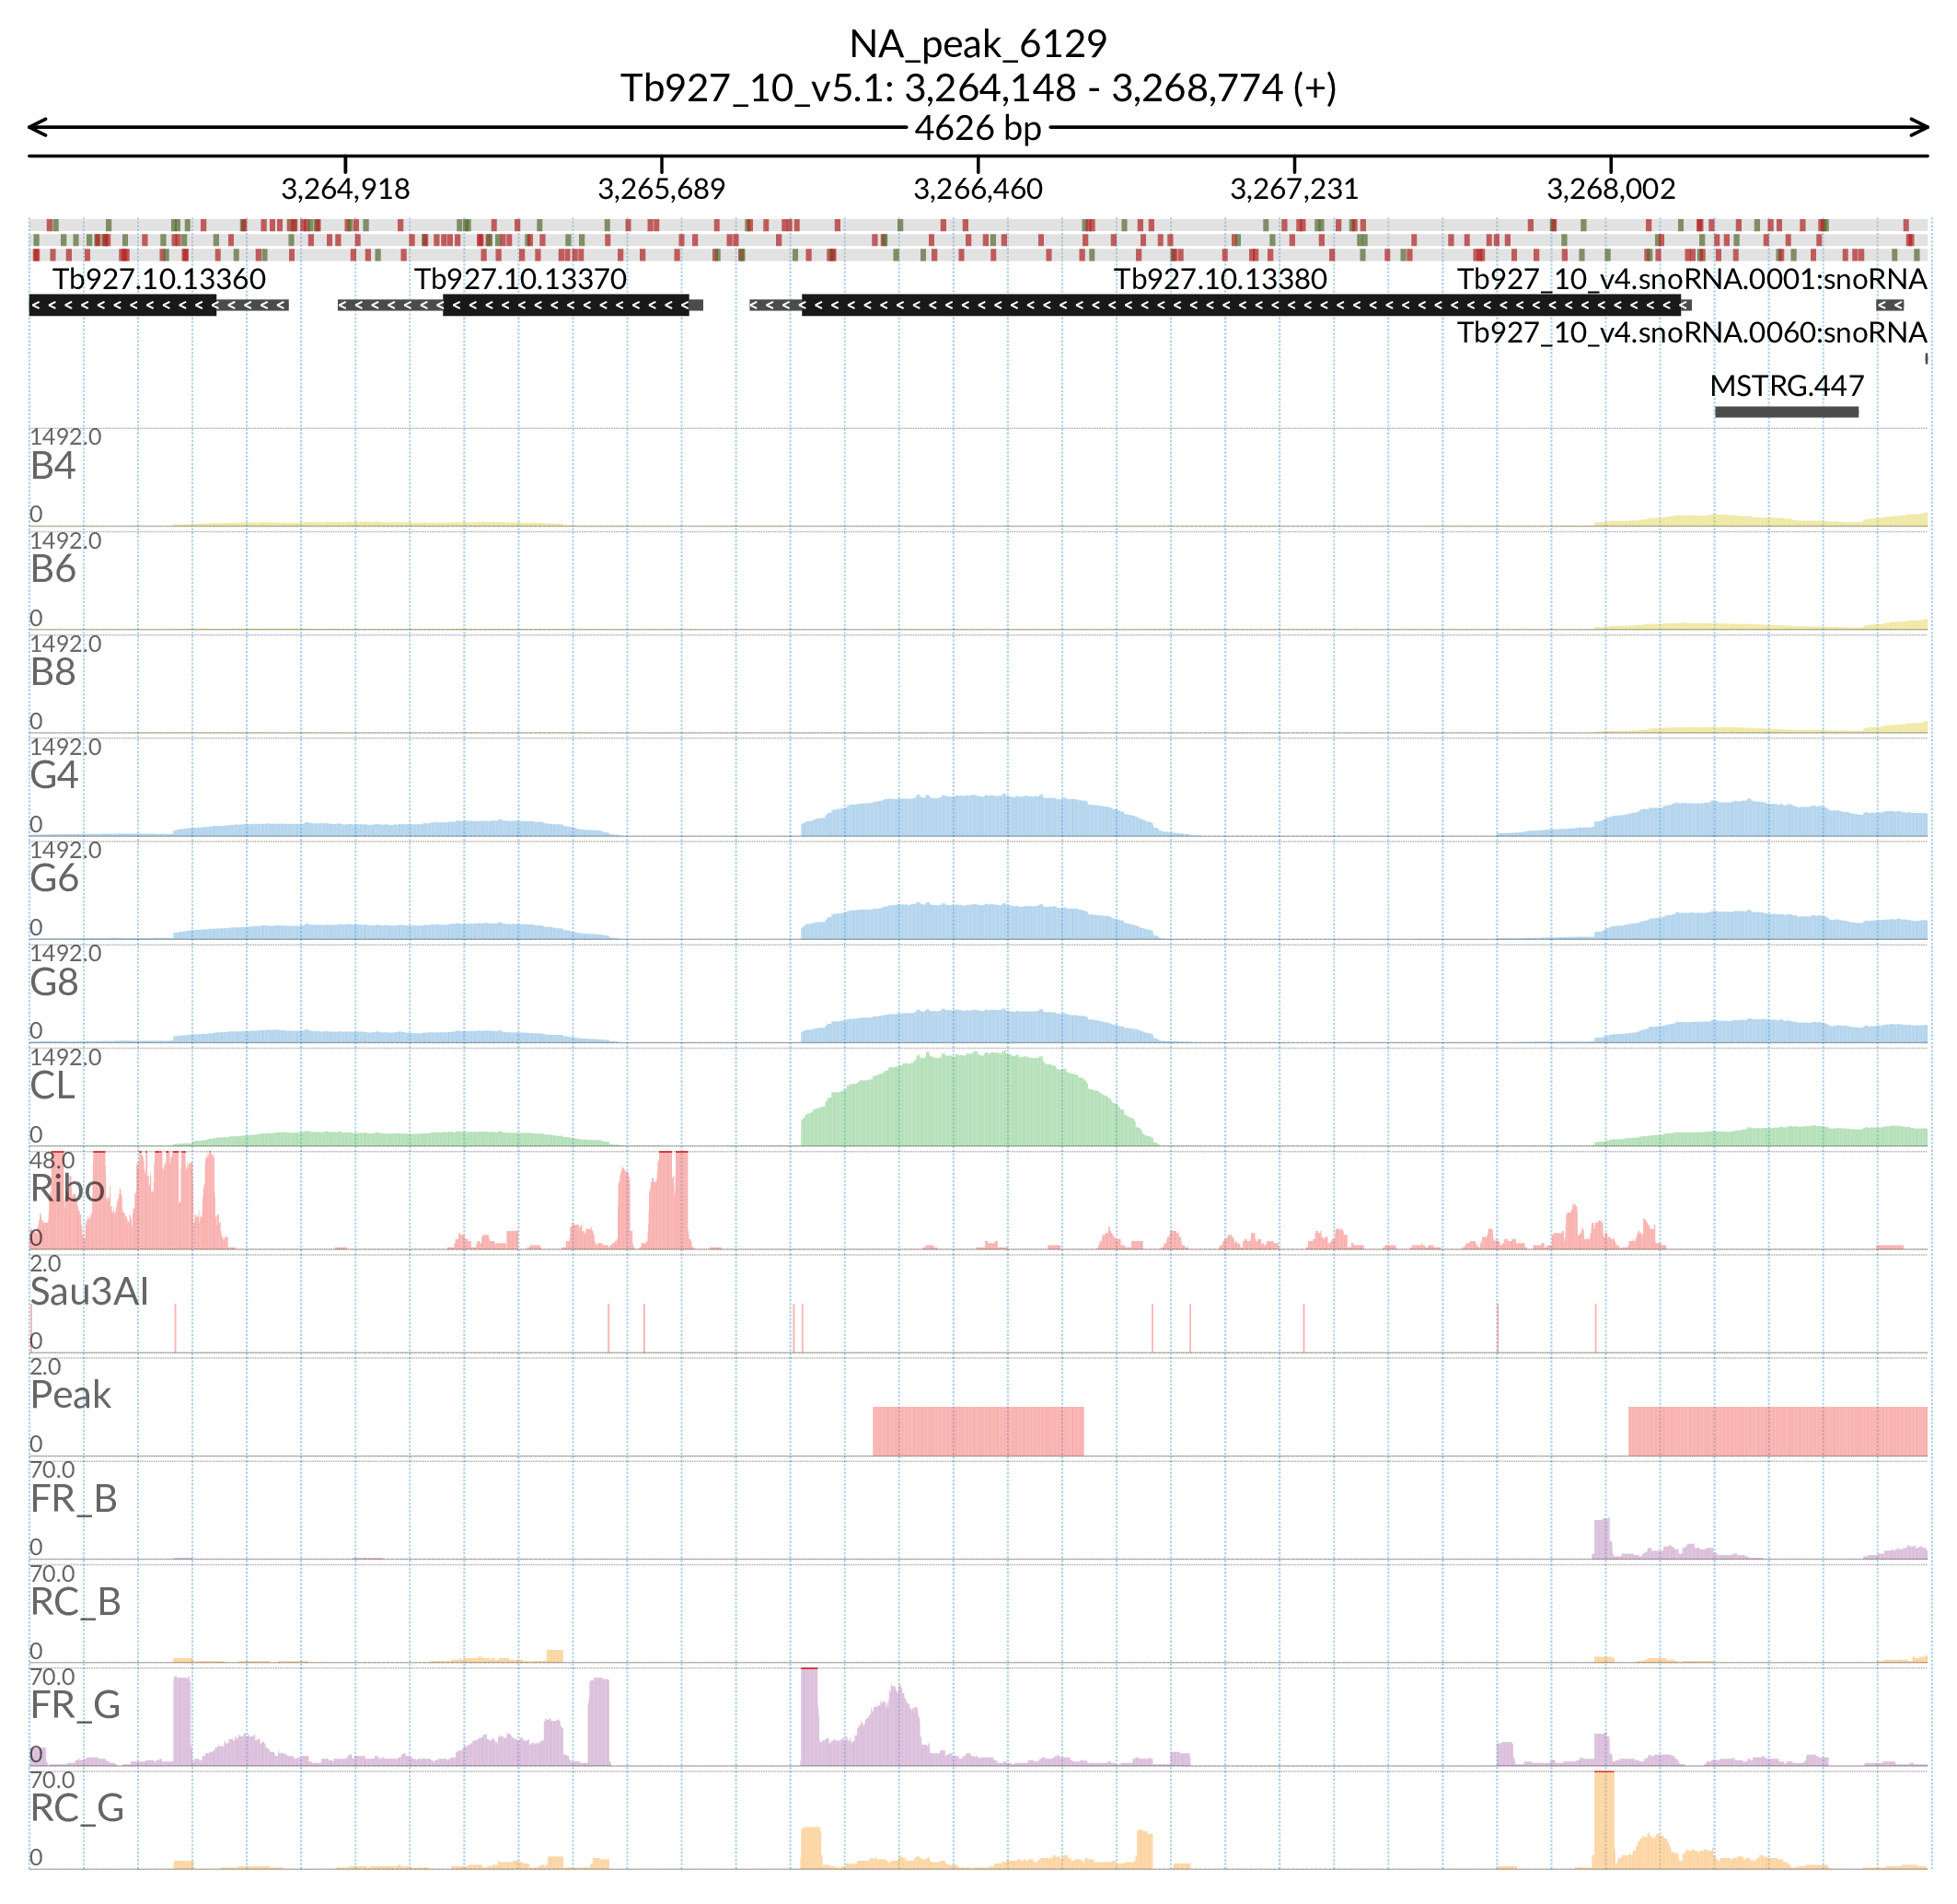 NA_peak_6129
Tb927_10_v5.1: 3,264,148 - 3,268,774 (+)
4626 bp
3,264,918 3,265,689 3,266,460 3,267,231 3,268,002
Tb927.10.13360 Tb927.10.13370 Tb927.10.13380 Tb927_10_v4.snoRNA.0001:snoRNA
Tb927_10_v4.snoRNA.0060:snoRNA
MSTRG.447
1492.0
B4
0
1492.0
B6
0
1492.0
B8
0
1492.0
G4
0
1492.0
G6
0
1492.0
G8
0
1492.0
CL
0
48.0
Ribo
0
2.0
Sau3AI
0
2.0
Peak
0
70.0
FR_B
0
70.0
RC_B
0
70.0
FR_G
0
70.0
RC_G
0